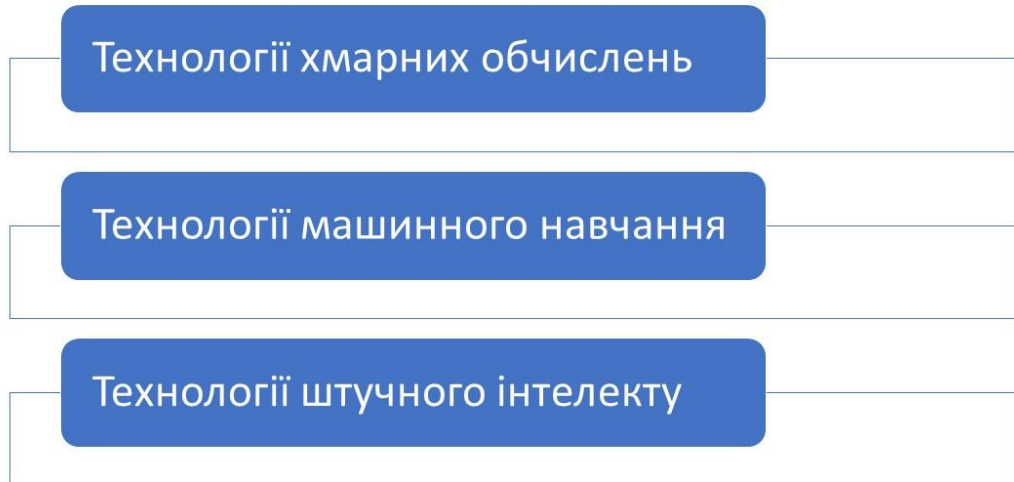 Технології хмарних обчислень
Технології машинного навчання
Технології штучного інтелекту